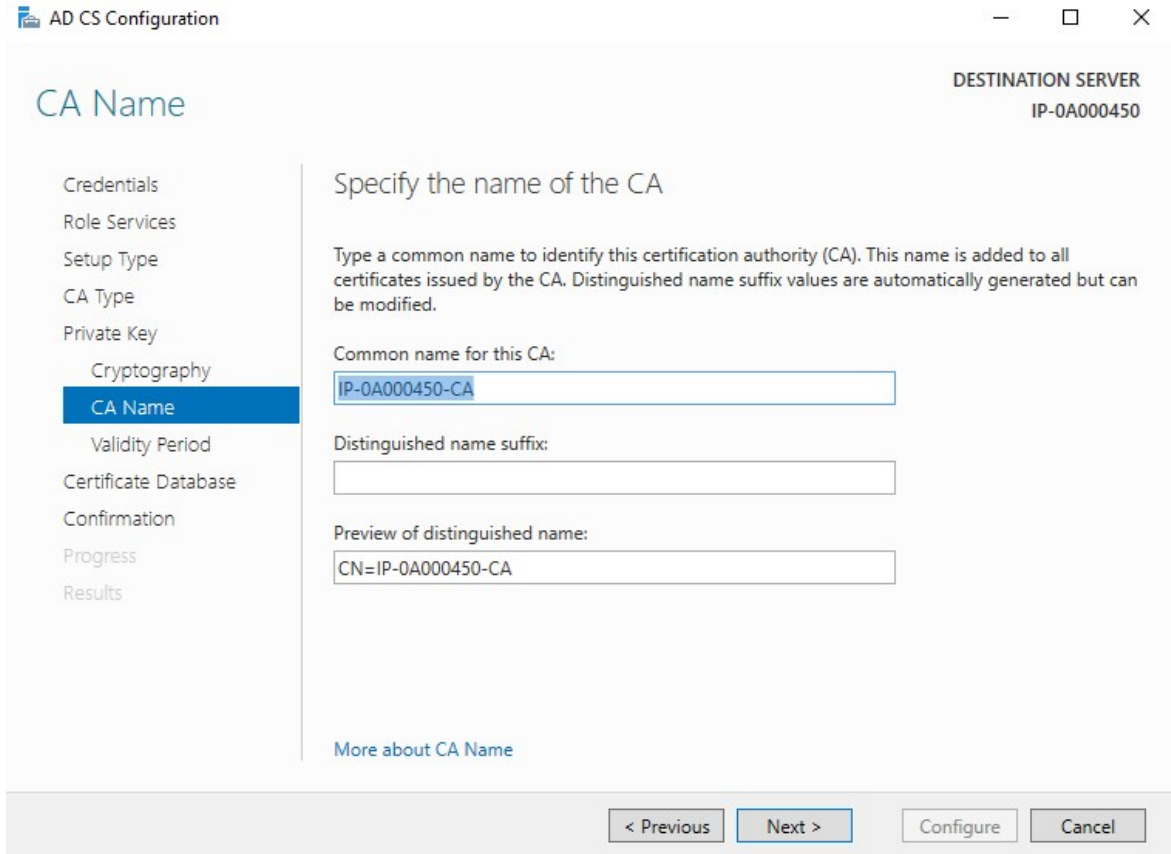 AD CS Configuration
DESTINATION SERVER
IP-0A000450
CA Name
Credentials
Role Services
Setup Type
CA Type
Private Key
Cryptography
CA Name
Validity Period
Certificate Database
Confirmation
Progress
Results
Specify the name of the CA
Type a common name to identify this certification authority (CA). This name is added to all
certificates issued by the CA. Distinguished name suffix values are automatically generated but can
be modified.
Common name for this CA:
IP-0A000450-CA
Distinguished name suffix:
Preview of distinguished name:
CN=IP-0A000450-CA
More about CA Name
< Previous
Next >
Configure
Cancel